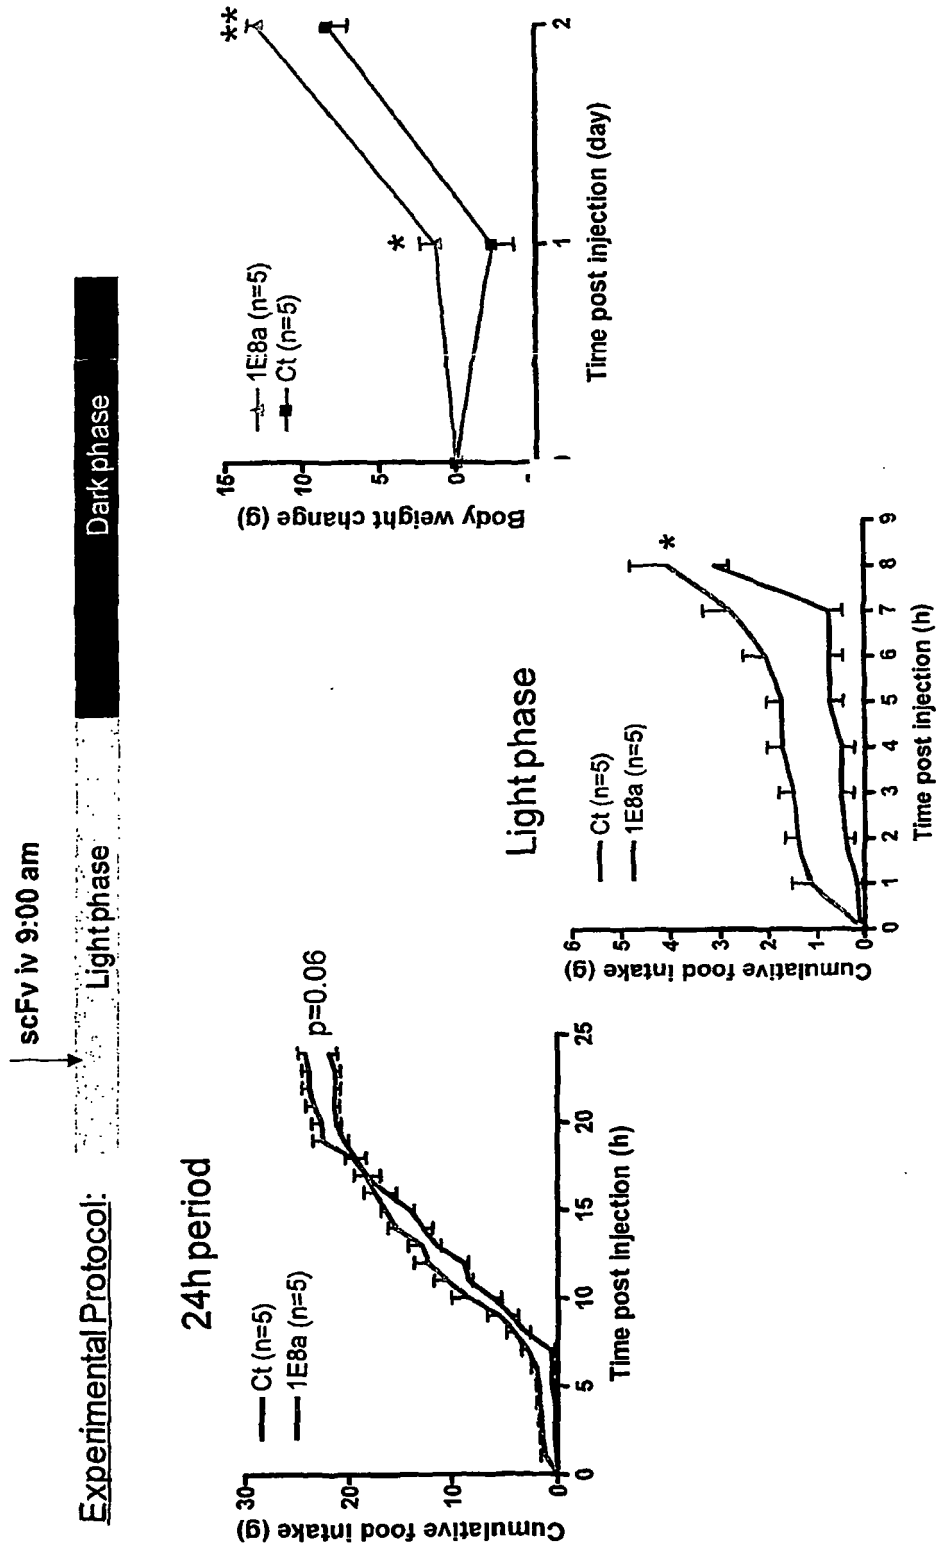 scFv iv 9:00 am
Experimental Protocol:
Light phase
Dark phase
24h period
Ct (n=5)
1E8a (n=5)
p=0.06
30
20
10
0
Cumulative food intake (g)
0
5
10
15
20
25
Time post injection (h)
Light phase
Ct (n=5)
1E8a (n=5)
*
6
5
4
3
2
1
0
Cumulative food intake (g)
0
1
2
3
4
5
6
7
8
9
Time post injection (h)
1E8a (n=5)
Ct (n=5)
*
**
15
10
5
0
Body weight change (g)
1
2
Time post injection (day)